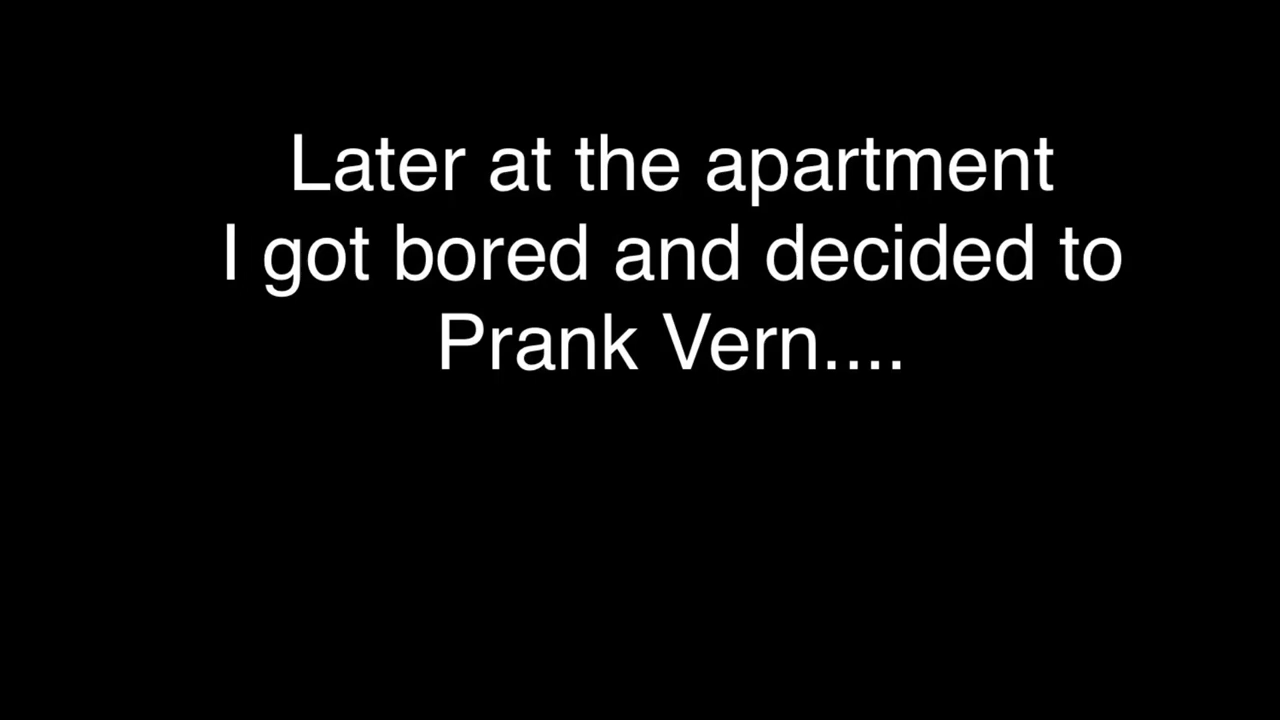 Later at the apartment
I got bored and decided to
Prank Vern....